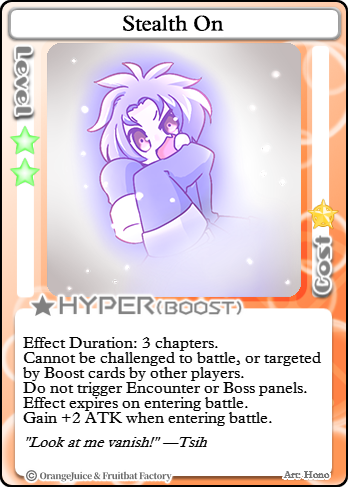 Stealth On
Level
Cost
HYPER(BOOST)
Effect Duration: 3 chapters.
Cannot be challenged to battle, or targeted
by Boost cards by other players.
Do not trigger Encounter or Boss panels.
Effect expires on entering battle.
Gain +2 ATK when entering battle.
"Look at me vanish!" —Tsih
© OrangeJuice & Fruitbat Factory
Arc: Hono